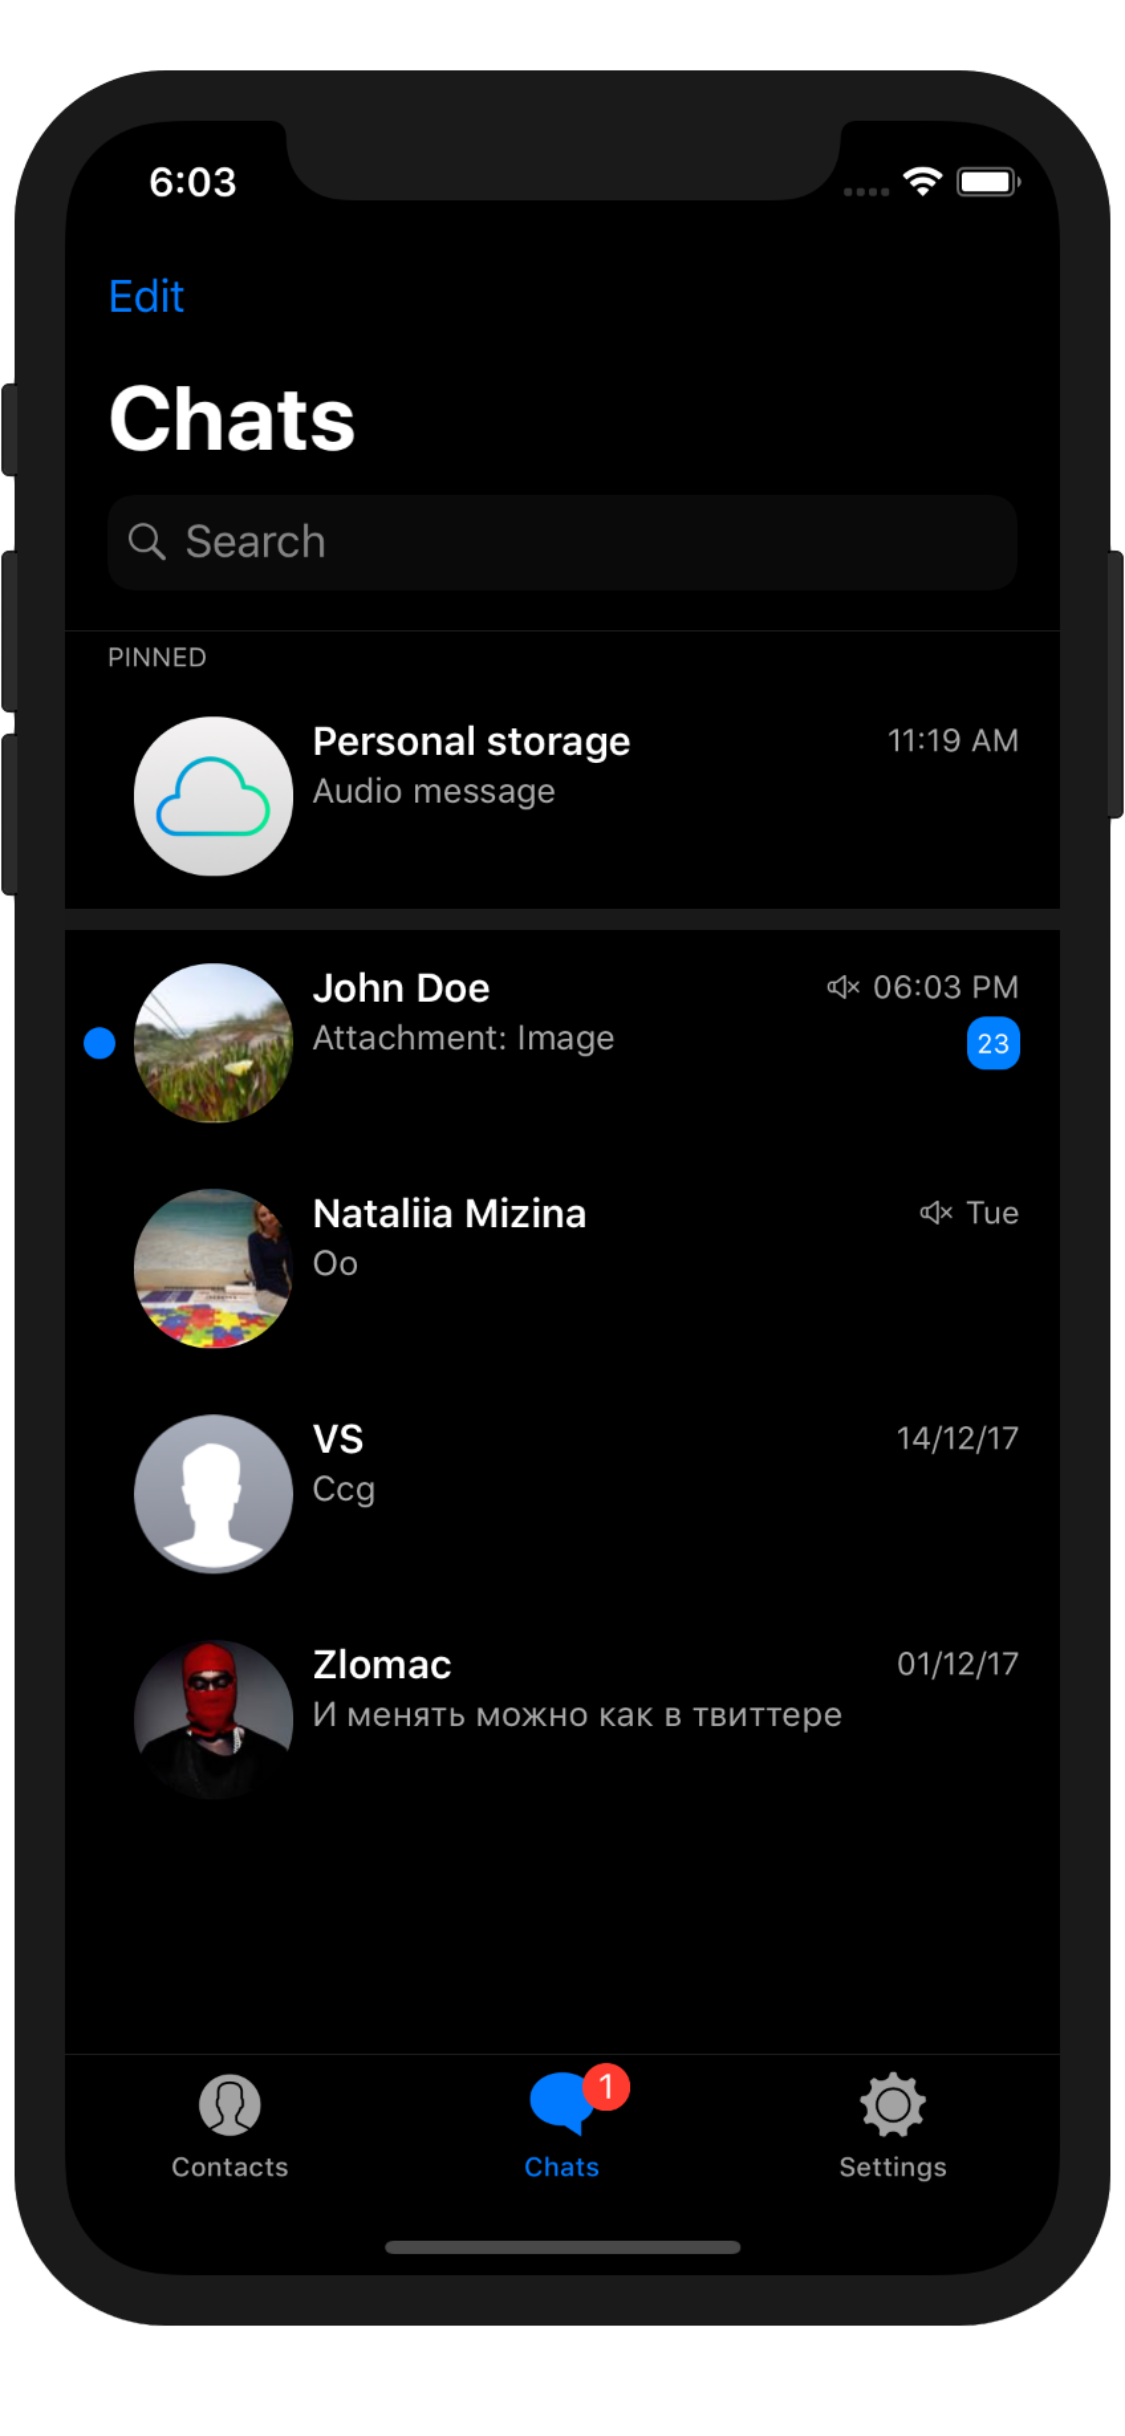 6:03
Edit
Chats
Search
PINNED
Personal storage
11:19 AM
Audio message
John Doe
06:03 PM
Attachment: Image
23
Nataliia Mizina
Tue
Oo
VS
14/12/17
Ccg
Zlomac
01/12/17
И менять можно как в твиттере
1
Contacts
Chats
Settings